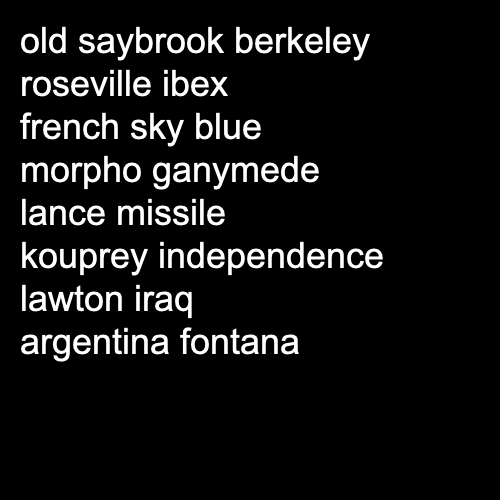 old saybrook berkeley
roseville ibex
french sky blue
morpho ganymede
lance missile
kouprey independence
lawton iraq
argentina fontana